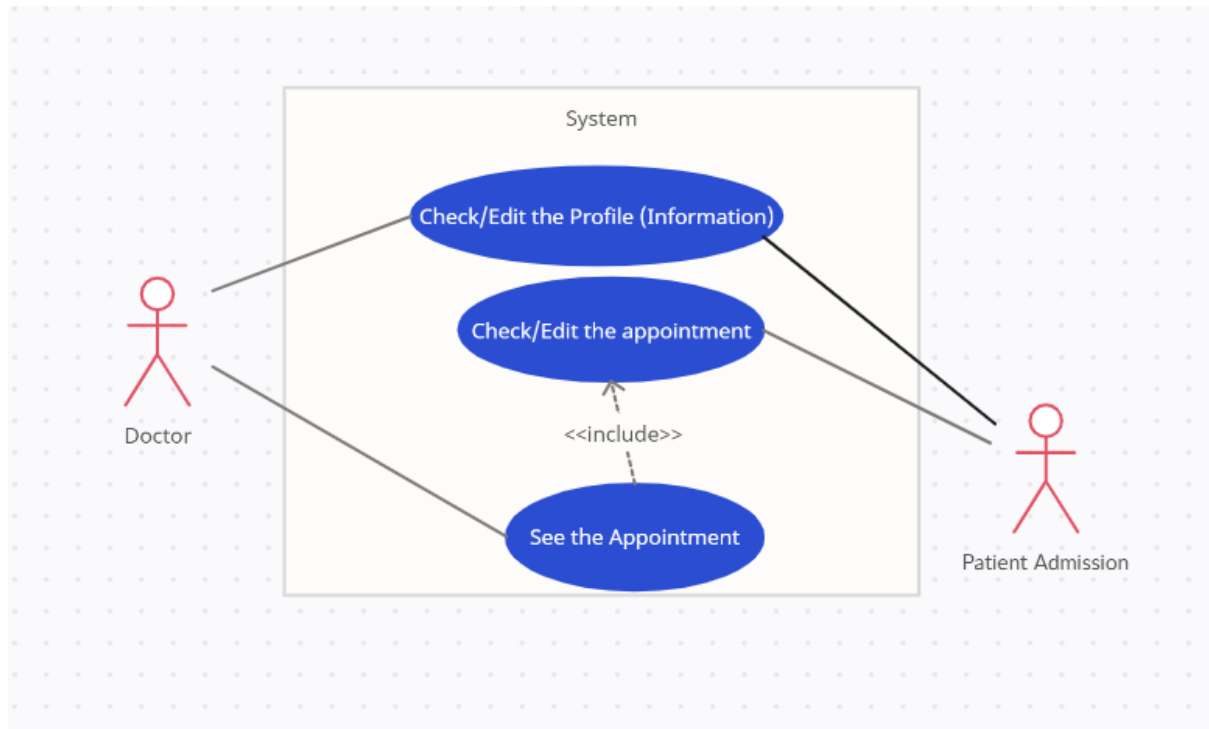 System
Check/Edit the Profile (Information)
Check/Edit the appointment
<<include>>
Doctor
See the Appointment
Patient Admission